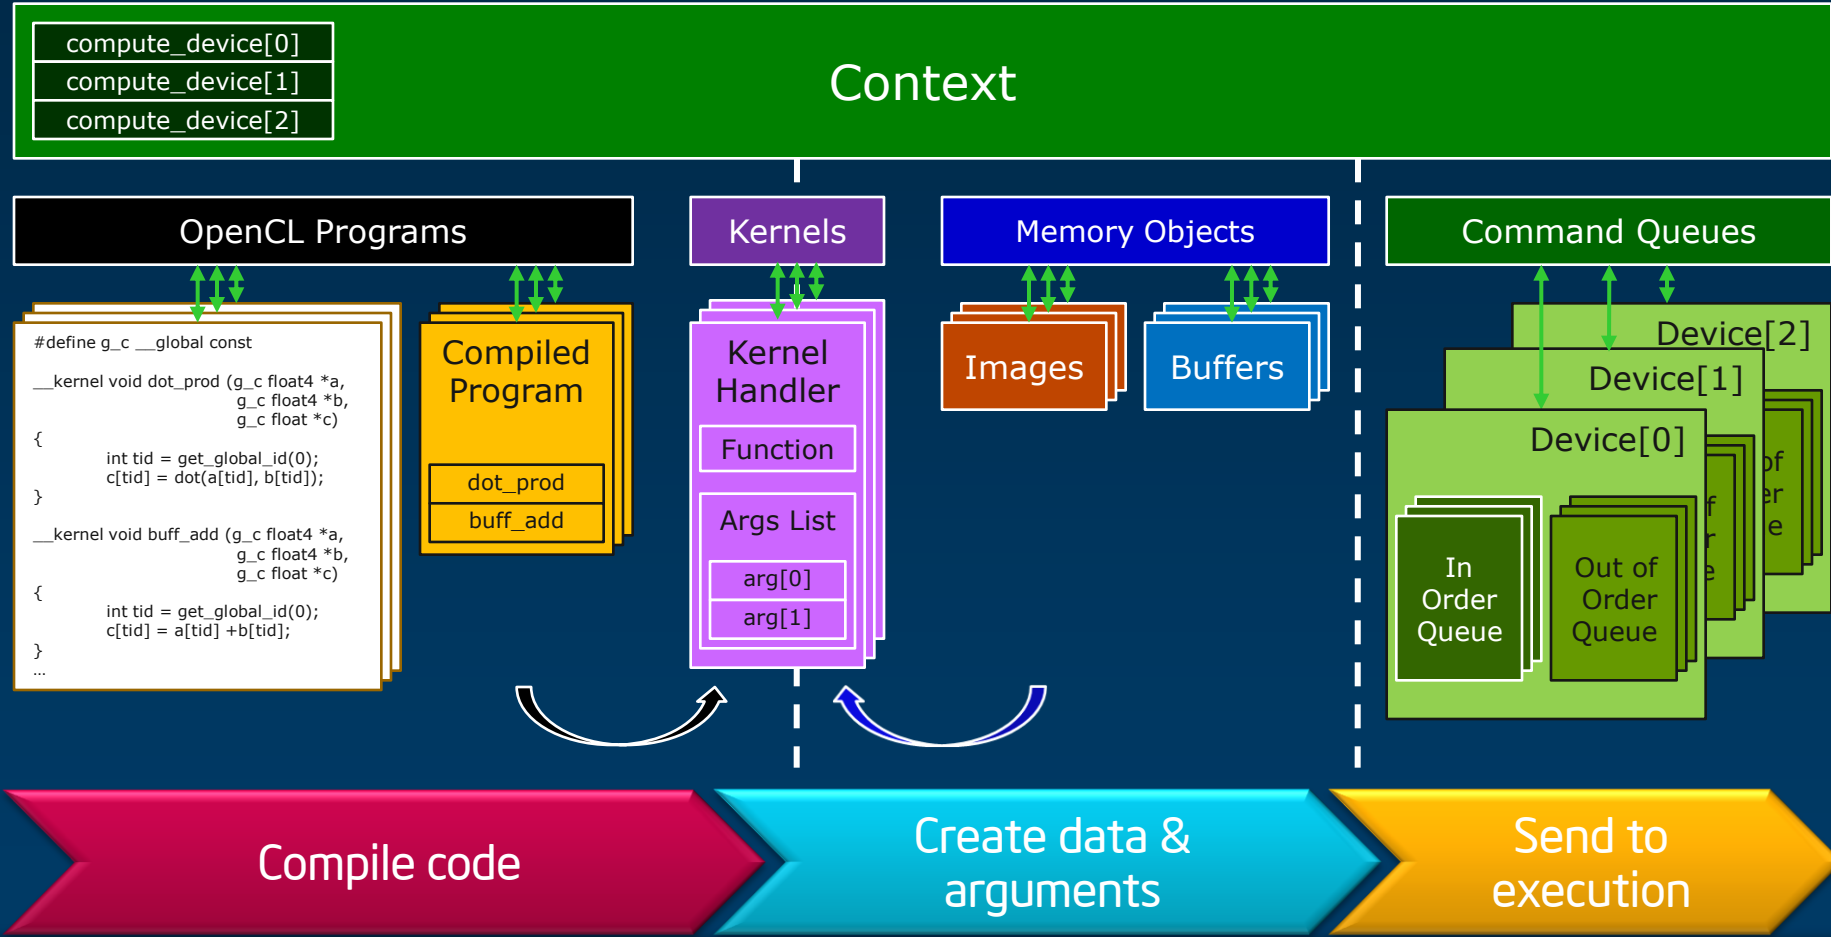 compute_device[0]
compute_device[1]
compute_device[2]
Context
OpenCL Programs
Kernels
Memory Objects
Command Queues
#define g_c __global const
__kernel void dot_prod (g_c float4 *a,
g_c float4 *b,
g_c float *c)
{
int tid = get_global_id(0);
c[tid] = dot(a[tid], b[tid]);
}
__kernel void buff_add (g_c float4 *a,
g_c float4 *b,
g_c float *c)
{
int tid = get_global_id(0);
c[tid] = a[tid] +b[tid];
}
…
Compiled
Program
dot_prod
buff_add
Kernel
Handler
Function
Args List
arg[0]
arg[1]
Images
Buffers
Device[2]
Device[1]
Device[0]
In
Order
Queue
Out of
Order
Queue
Compile code
Create data &
arguments
Send to
execution